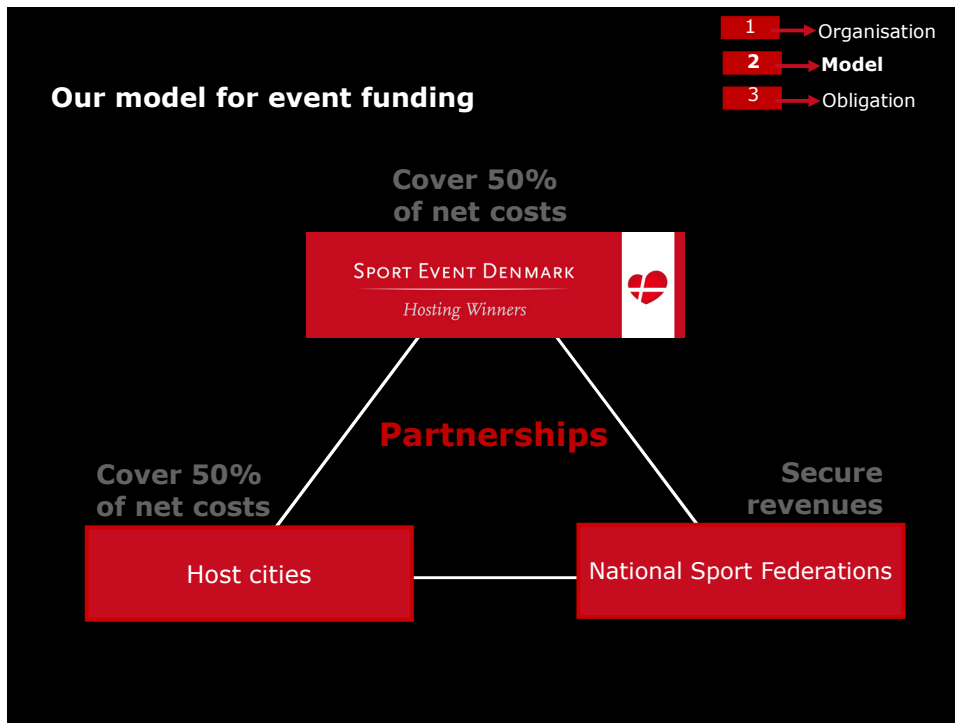 1 Organisation
2 Model
3 Obligation
Our model for event funding
Cover 50%
of net costs
SPORT EVENT DENMARK
Hosting Winners
Partnerships
Cover 50%
of net costs
Secure
revenues
Host cities
National Sport Federations